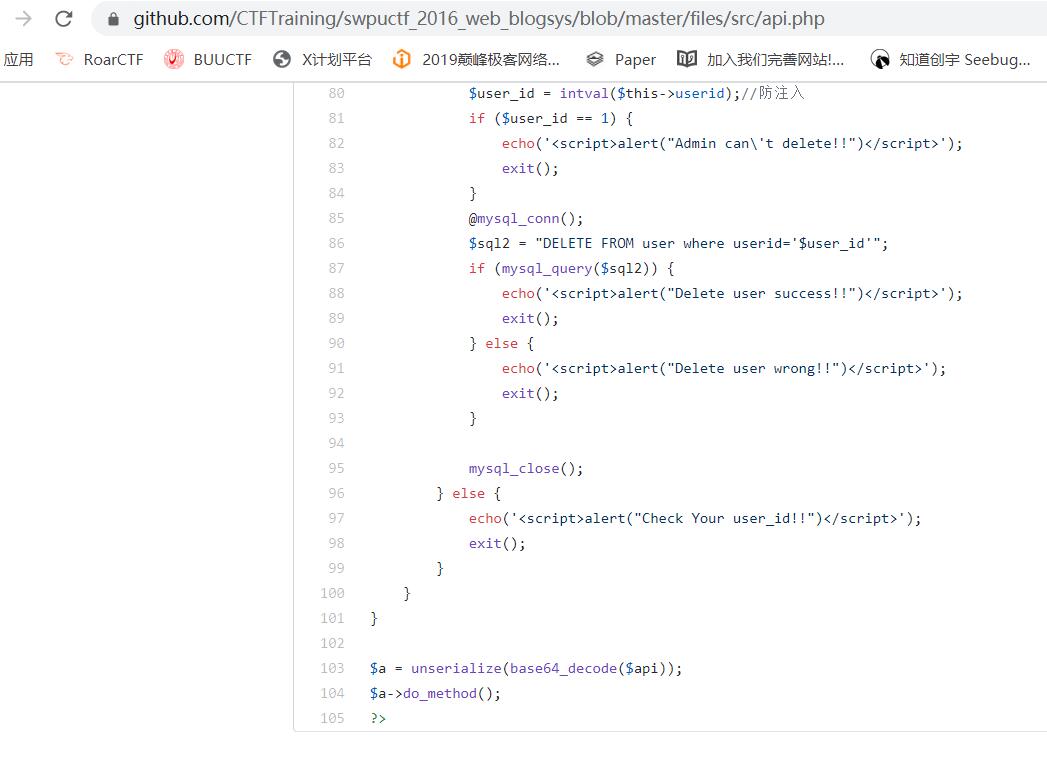 github.com/CTFTraining/swpuctf_2016_web_blogsys/blob/master/files/src/api.php
应用 RoarCTF BUUCTF X计划平台 2019巅峰极客网络... Paper 加入我们完善网站!... 知道创宇 Seebug...
80 $user_id = intval($this->userid);//防注入
81 if ($user_id == 1) {
82 echo('<script>alert("Admin can\'t delete!!")</script>');
83 exit();
84 }
85 @mysql_conn();
86 $sql2 = "DELETE FROM user where userid='$user_id'";
87 if (mysql_query($sql2)) {
88 echo('<script>alert("Delete user success!!")</script>');
89 exit();
90 } else {
91 echo('<script>alert("Delete user wrong!!")</script>');
92 exit();
93 }
94
95 mysql_close();
96 } else {
97 echo('<script>alert("Check Your user_id!!")</script>');
98 exit();
99 }
100 }
101 }
102
103 $a = unserialize(base64_decode($api));
104 $a->do_method();
105 ?>